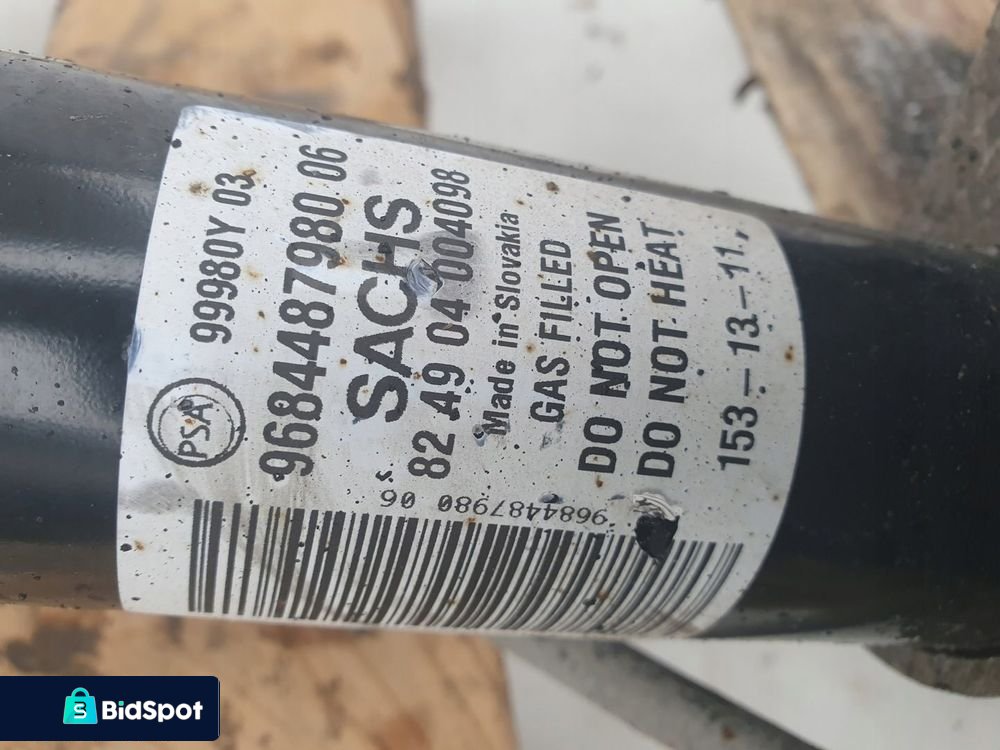 PSA
99980Y 03
9684487980 06
SACHS
82 49 04 004098
Made in Slovakia
GAS FILLED
DO NOT OPEN
DO NOT HEAT
153-13-11
9684487980 06
BidSpot